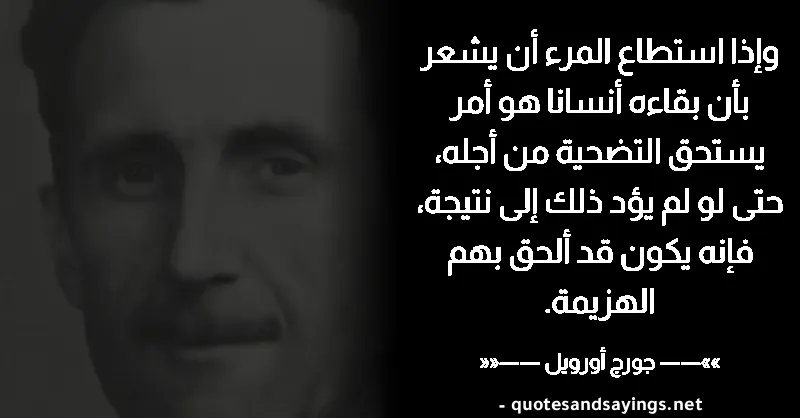 وإذا استطاع المرء أن يشعر
بأن بقاءه أنسانا هو أمر
يستحق التضحية من أجله،
حتى لو لم يؤد ذلك إلى نتيجة،
فإنه يكون قد ألحق بهم
الهزيمة.
»»—— جورج أورويل ——««
- quotesandsayings.net